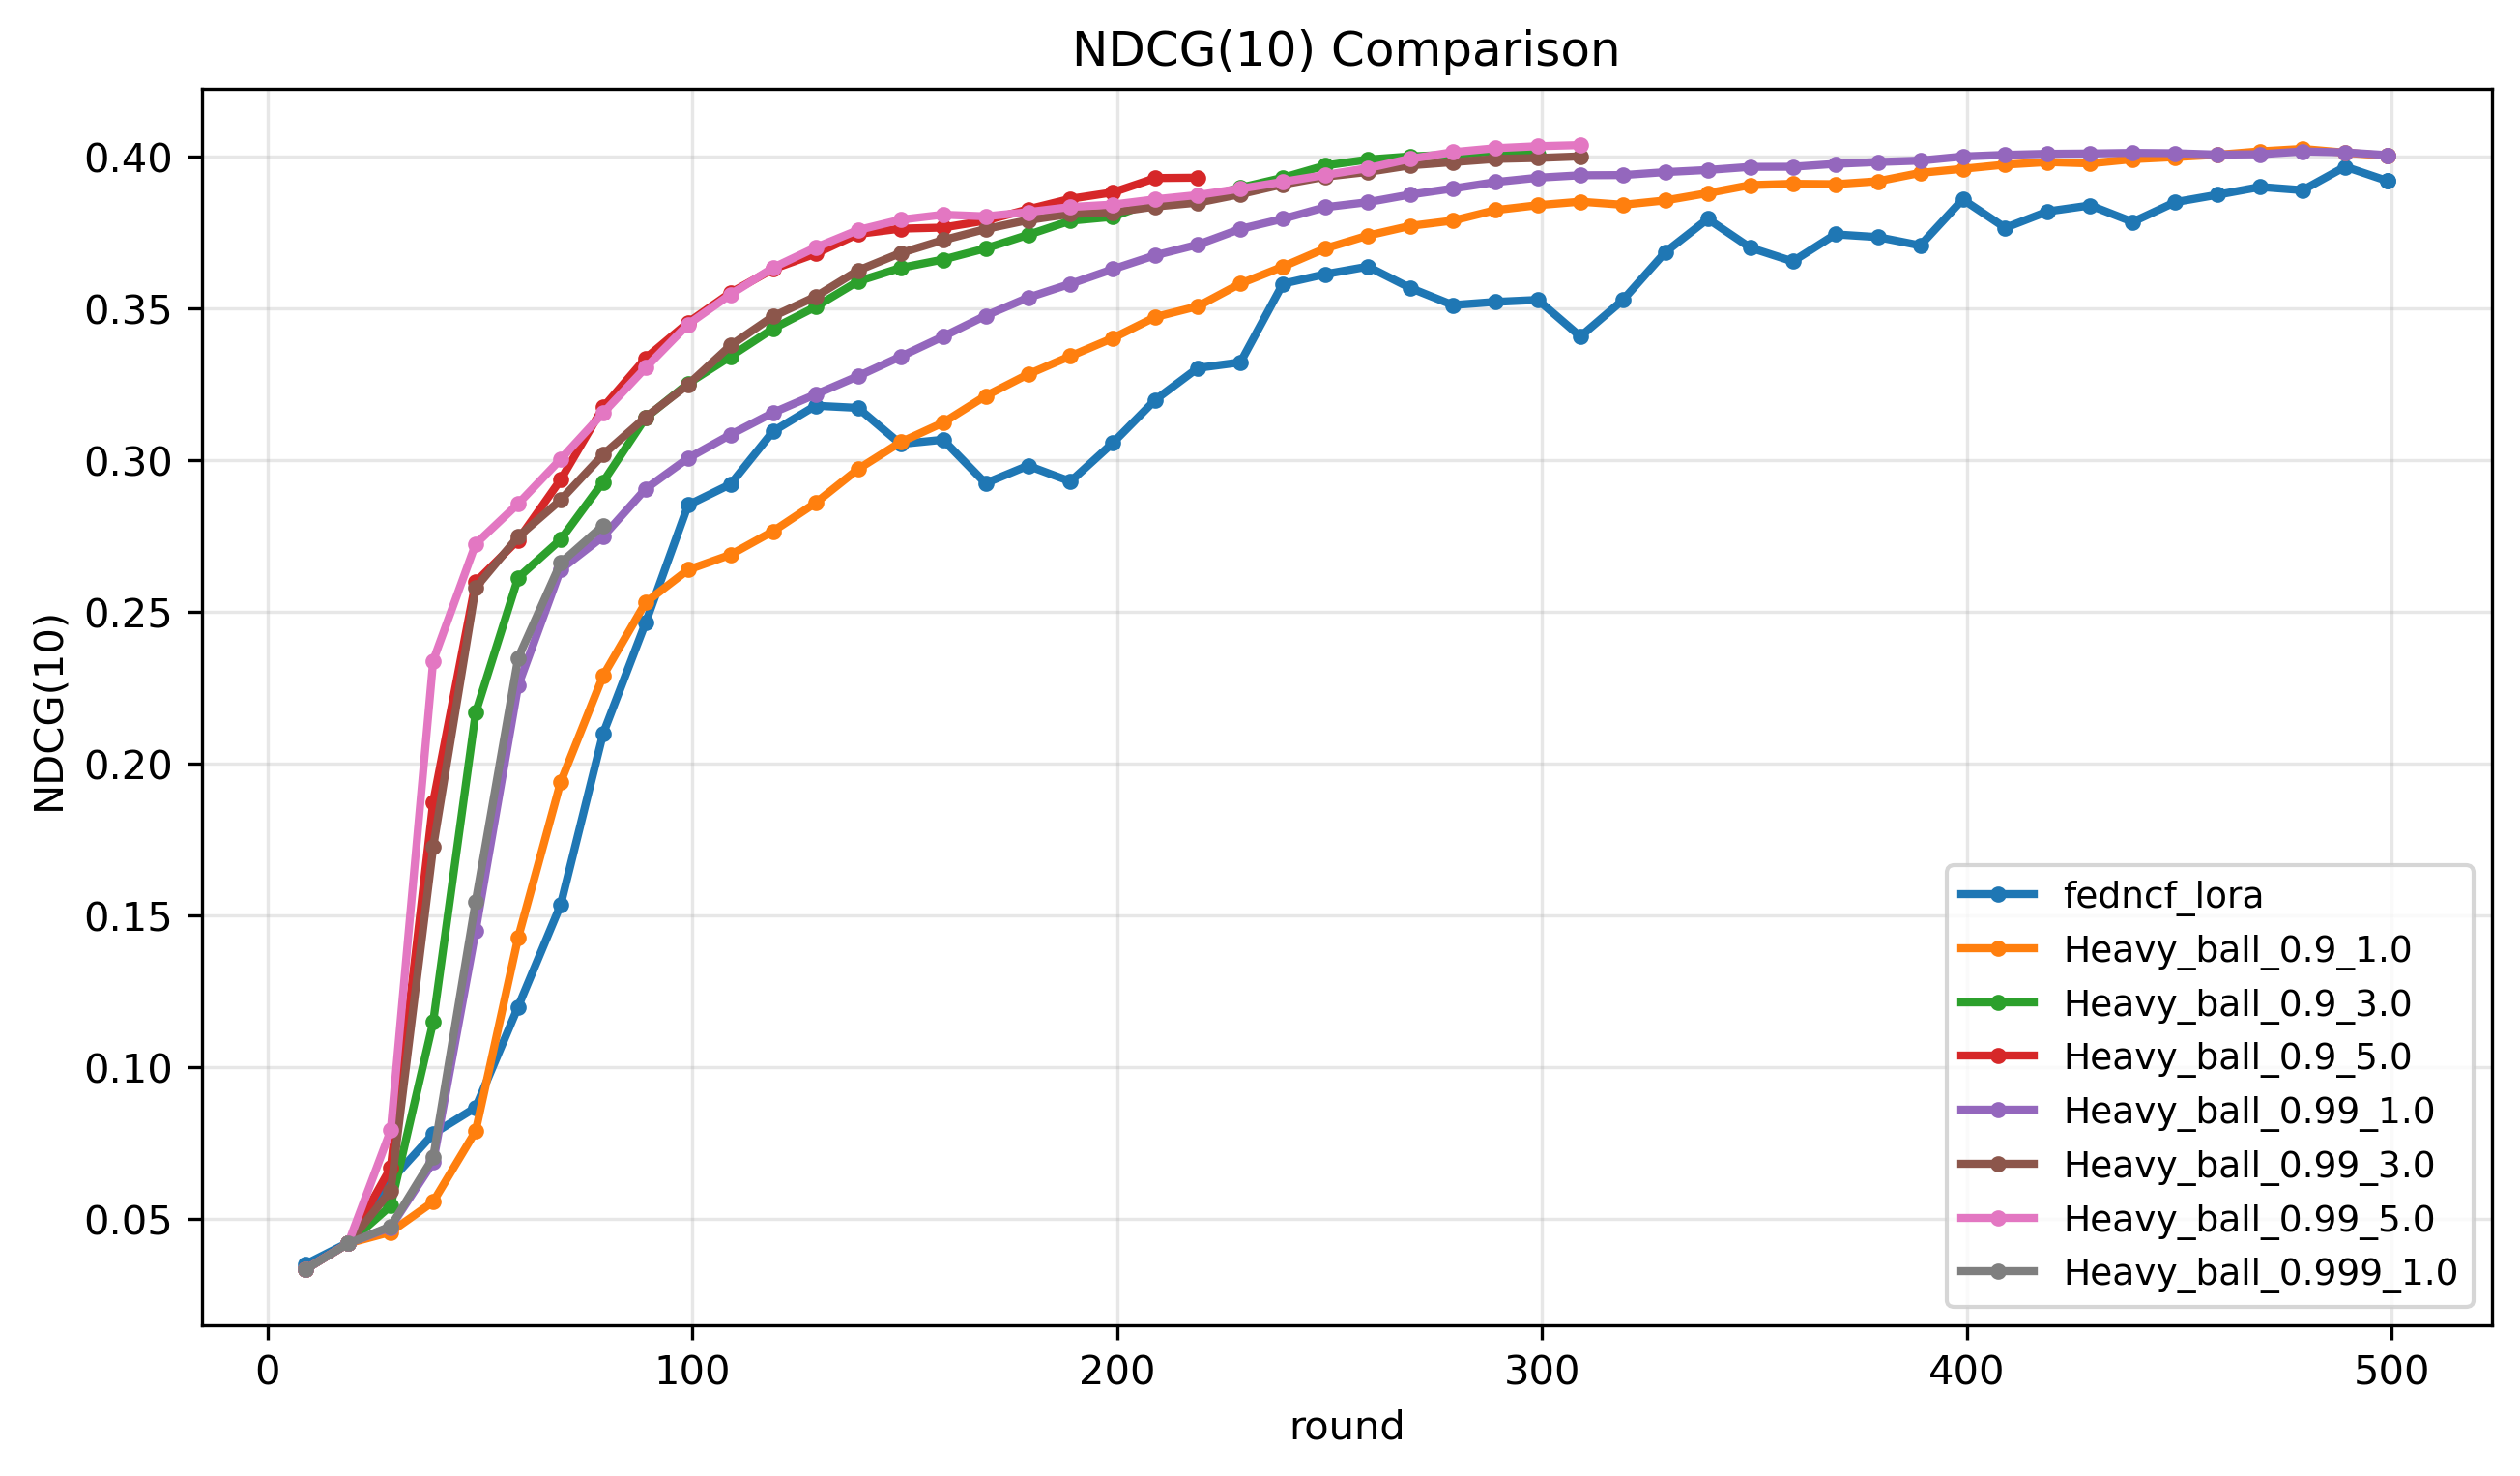 NDCG(10) Comparison
NDCG(10)
0.40
0.35
0.30
0.25
0.20
0.15
0.10
0.05
fedncf_lora
Heavy_ball_0.9_1.0
Heavy_ball_0.9_3.0
Heavy_ball_0.9_5.0
Heavy_ball_0.99_1.0
Heavy_ball_0.99_3.0
Heavy_ball_0.99_5.0
Heavy_ball_0.999_1.0
0 100 200 300 400 500
round